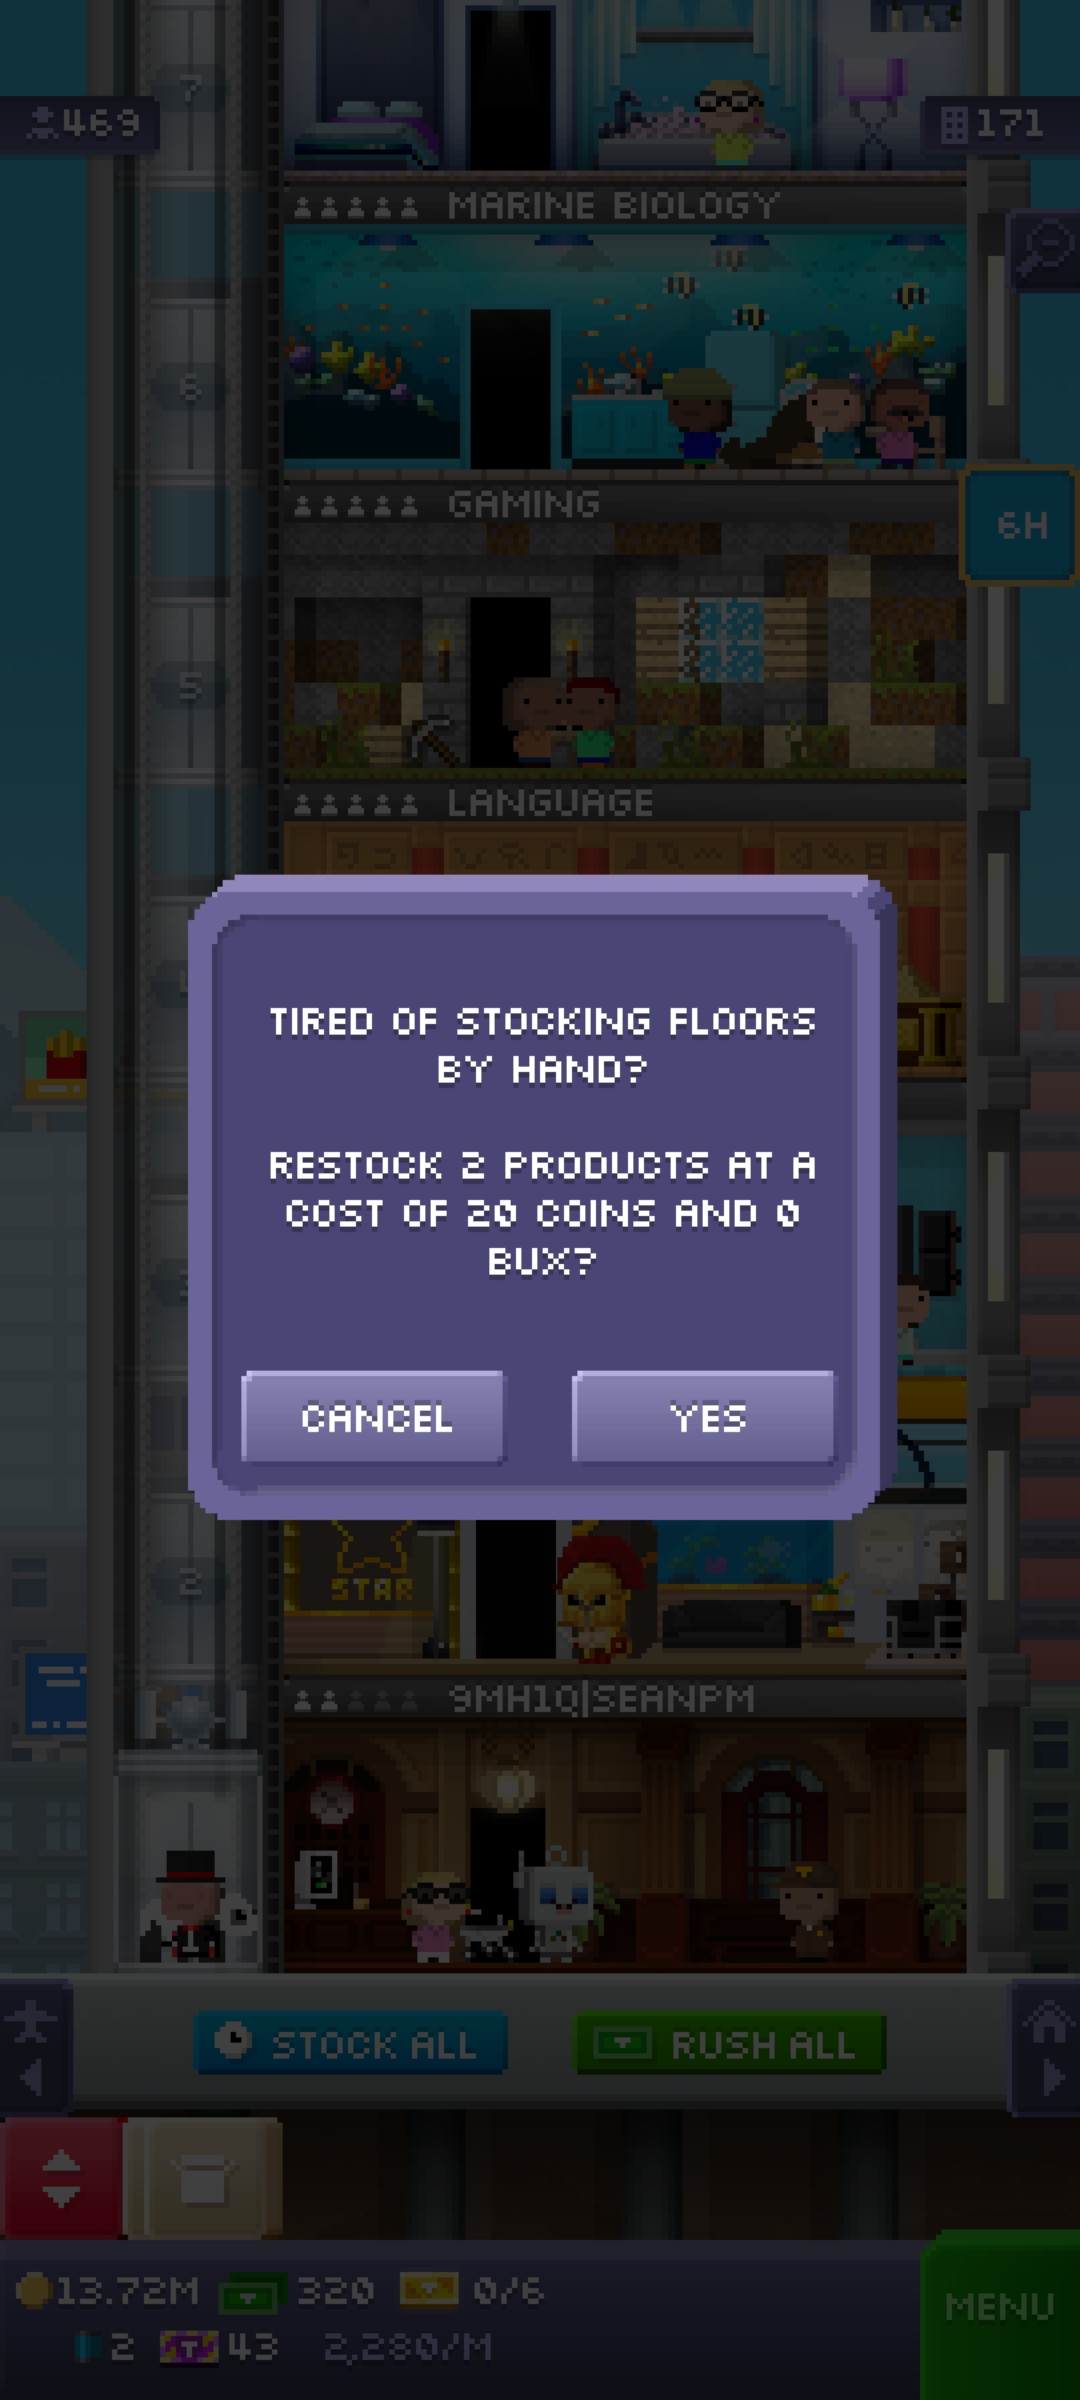 7
469
171
MARINE BIOLOGY
6
GAMING
6H
5
LANGUAGE
TIRED OF STOCKING FLOORS
BY HAND?
RESTOCK 2 PRODUCTS AT A
COST OF 20 COINS AND 0
BUX?
CANCEL
YES
STAR
2
9MH1Q|SEANPM
STOCK ALL
RUSH ALL
13.72M
320
0/6
MENU
2
43
2,280/M